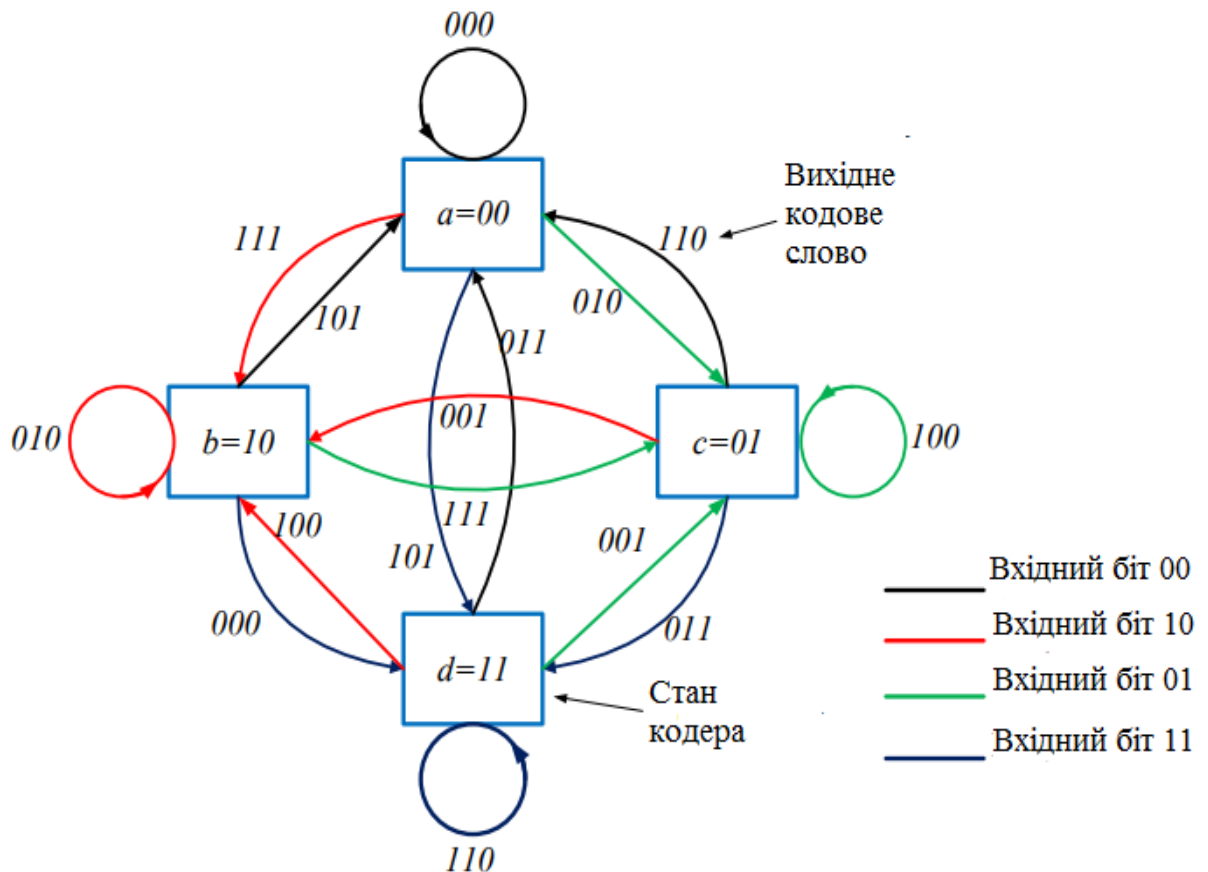 000
a=00
Вихідне
кодове
слово
111
110
101
010
011
010
b=10
001
c=01
100
100
111
101
001
000
011
d=11
Стан
кодера
110
Вхідний біт 00
Вхідний біт 10
Вхідний біт 01
Вхідний біт 11